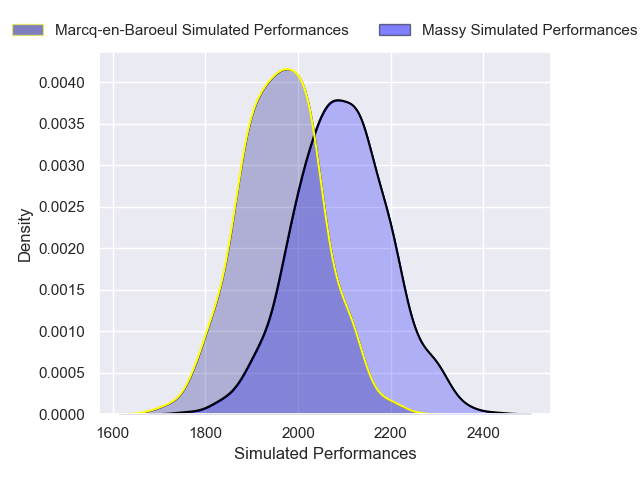 Marcq-en-Baroeul Simulated Performances Massy Simulated Performances
0.0040
0.0035
0.0030
0.0025
0.0020
0.0015
0.0010
0.0005
0.0000
Density
1600 1800 2000 2200 2400
Simulated Performances